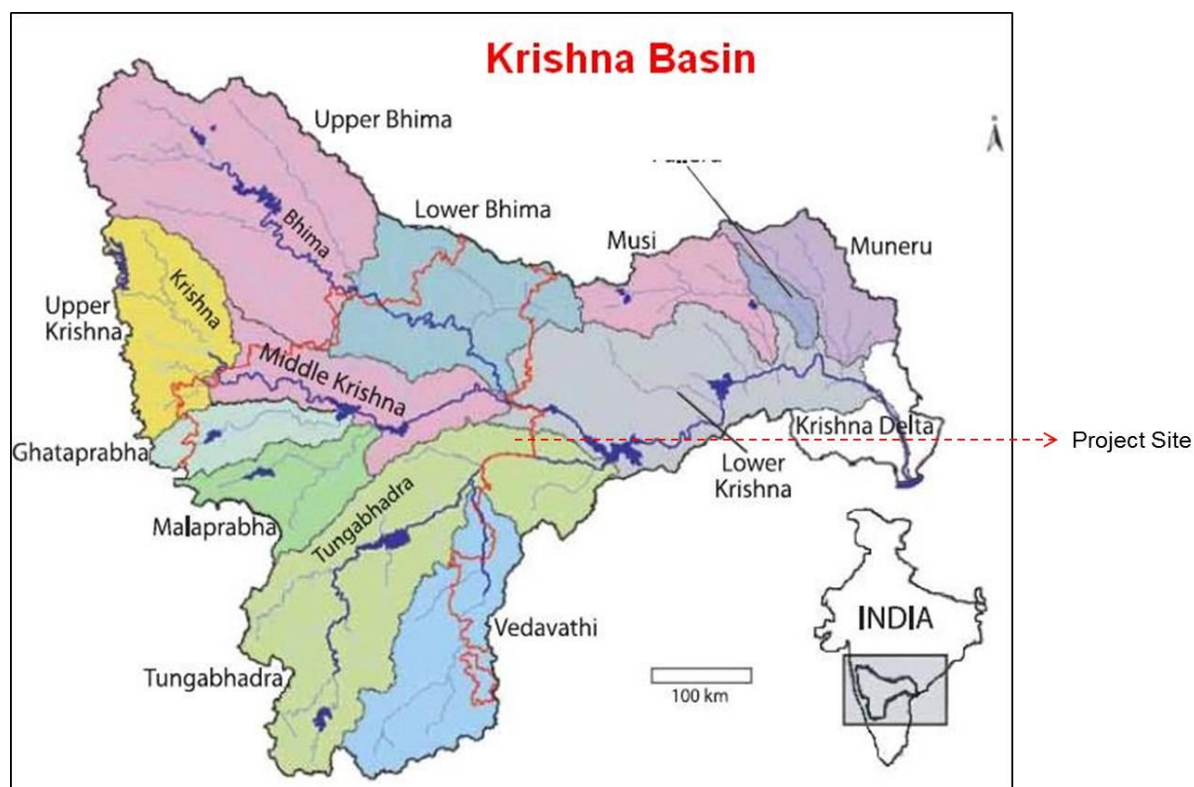 Krishna Basin
Upper Bhima
Lower Bhima
Bhima
Musi
Muneru
Upper
Krishna
Krishna
Middle Krishna
Ghataprabha
Krishna Delta
Project Site
Lower
Krishna
Malaprabha
Tungabhadra
Vedavathi
Tungabhadra
100 km
INDIA